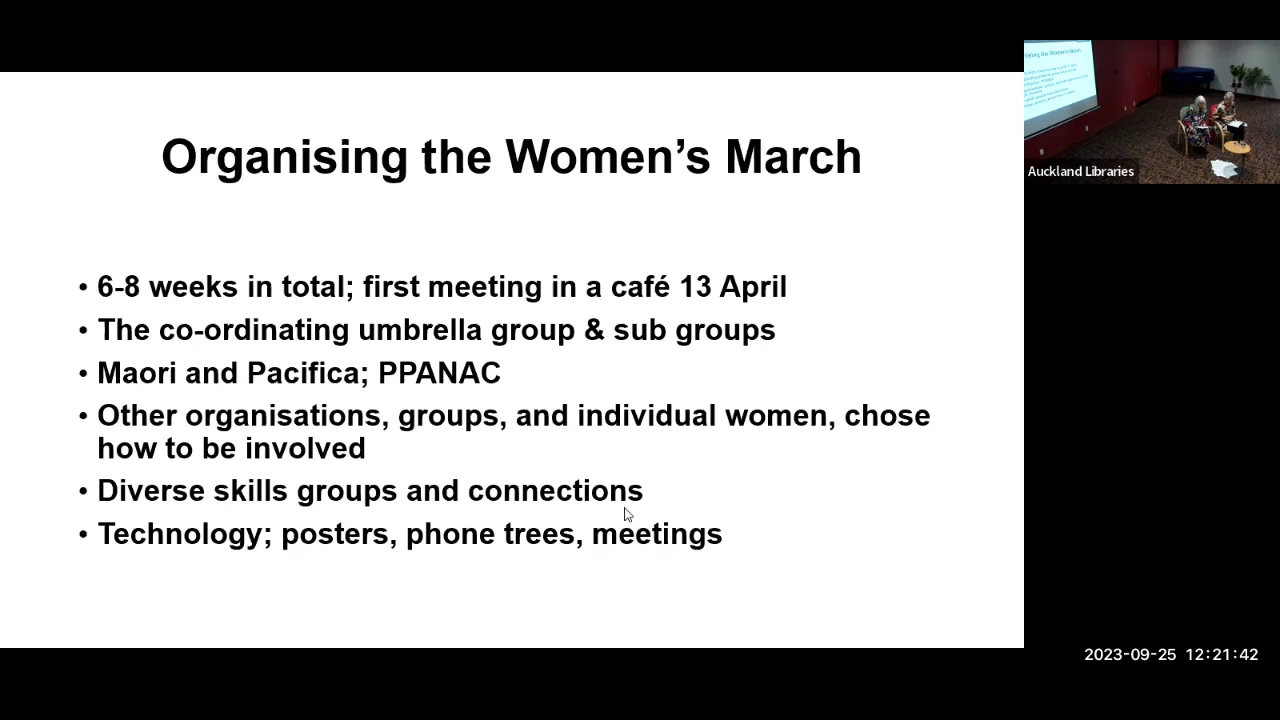 Organising the Women's March
• 6-8 weeks in total; first meeting in a café 13 April
• The co-ordinating umbrella group & sub groups
• Maori and Pacifica; PPANAC
• Other organisations, groups, and individual women, chose
how to be involved
• Diverse skills groups and connections
• Technology; posters, phone trees, meetings
Auckland Libraries
2023-09-25 12:21:42